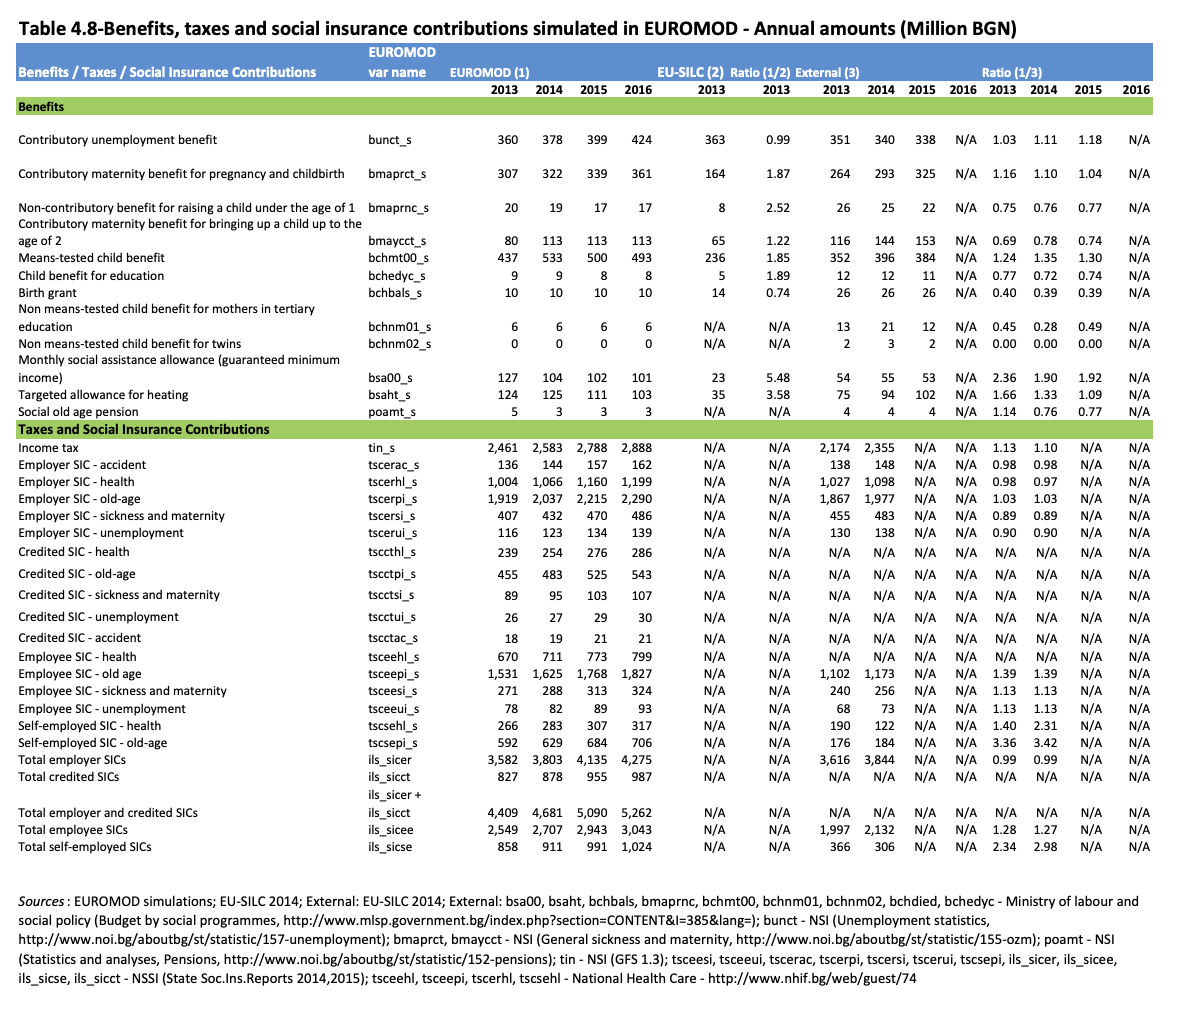 Table 4.8-Benefits, taxes and social insurance contributions simulated in EUROMOD - Annual amounts (Million BGN)
EUROMOD
Benefits / Taxes / Social Insurance Contributions var name EUROMOD (1) EU-SILC (2) Ratio (1/2) External (3) Ratio (1/3)
2013 2014 2015 2016 2013 2013 2013 2014 2015 2016 2013 2014 2015 2016
Benefits
Contributory unemployment benefit bunct_s 360 378 399 424 363 0.99 351 340 338 N/A 1.03 1.11 1.18 N/A
Contributory maternity benefit for pregnancy and childbirth bmaprct_s 307 322 339 361 164 1.87 264 293 325 N/A 1.16 1.10 1.04 N/A
Non-contributory benefit for raising a child under the age of 1 bmaprnc_s 20 19 17 17 8 2.52 26 25 22 N/A 0.75 0.76 0.77 N/A
Contributory maternity benefit for bringing up a child up to the
age of 2 bmaycct_s 80 113 113 113 65 1.22 116 144 153 N/A 0.69 0.78 0.74 N/A
Means-tested child benefit bchmt00_s 437 533 500 493 236 1.85 352 396 384 N/A 1.24 1.35 1.30 N/A
Child benefit for education bchedyc_s 9 9 8 8 5 1.89 12 12 11 N/A 0.77 0.72 0.74 N/A
Birth grant bchbals_s 10 10 10 10 14 0.74 26 26 26 N/A 0.40 0.39 0.39 N/A
Non means-tested child benefit for mothers in tertiary
education bchnm01_s 6 6 6 6 N/A N/A 13 21 12 N/A 0.45 0.28 0.49 N/A
Non means-tested child benefit for twins bchnm02_s 0 0 0 0 N/A N/A 2 3 2 N/A 0.00 0.00 0.00 N/A
Monthly social assistance allowance (guaranteed minimum
income) bsa00_s 127 104 102 101 23 5.48 54 55 53 N/A 2.36 1.90 1.92 N/A
Targeted allowance for heating bsaht_s 124 125 111 103 35 3.58 75 94 102 N/A 1.66 1.33 1.09 N/A
Social old age pension poamt_s 5 3 3 3 N/A N/A 4 4 4 N/A 1.14 0.76 0.77 N/A
Taxes and Social Insurance Contributions
Income tax tin_s 2,461 2,583 2,788 2,888 N/A N/A 2,174 2,355 N/A N/A 1.13 1.10 N/A N/A
Employer SIC - accident tscerac_s 136 144 157 162 N/A N/A 138 148 N/A N/A 0.98 0.98 N/A N/A
Employer SIC - health tscerhl_s 1,004 1,066 1,160 1,199 N/A N/A 1,027 1,098 N/A N/A 0.98 0.97 N/A N/A
Employer SIC - old-age tscerpi_s 1,919 2,037 2,215 2,290 N/A N/A 1,867 1,977 N/A N/A 1.03 1.03 N/A N/A
Employer SIC - sickness and maternity tscersi_s 407 432 470 486 N/A N/A 455 483 N/A N/A 0.89 0.89 N/A N/A
Employer SIC - unemployment tscerui_s 116 123 134 139 N/A N/A 130 138 N/A N/A 0.90 0.90 N/A N/A
Credited SIC - health tsccthl_s 239 254 276 286 N/A N/A N/A N/A N/A N/A N/A N/A N/A N/A
Credited SIC - old-age tscctpi_s 455 483 525 543 N/A N/A N/A N/A N/A N/A N/A N/A N/A N/A
Credited SIC - sickness and maternity tscctsi_s 89 95 103 107 N/A N/A N/A N/A N/A N/A N/A N/A N/A N/A
Credited SIC - unemployment tscctui_s 26 27 29 30 N/A N/A N/A N/A N/A N/A N/A N/A N/A N/A
Credited SIC - accident tscctac_s 18 19 21 21 N/A N/A N/A N/A N/A N/A N/A N/A N/A N/A
Employee SIC - health tsceehl_s 670 711 773 799 N/A N/A N/A N/A N/A N/A N/A N/A N/A N/A
Employee SIC - old age tsceepi_s 1,531 1,625 1,768 1,827 N/A N/A 1,102 1,173 N/A N/A 1.39 1.39 N/A N/A
Employee SIC - sickness and maternity tsceesi_s 271 288 313 324 N/A N/A 240 256 N/A N/A 1.13 1.13 N/A N/A
Employee SIC - unemployment tsceeui_s 78 82 89 93 N/A N/A 68 73 N/A N/A 1.13 1.13 N/A N/A
Self-employed SIC - health tscsehl_s 266 283 307 317 N/A N/A 190 122 N/A N/A 1.40 2.31 N/A N/A
Self-employed SIC - old-age tscsepi_s 592 629 684 706 N/A N/A 176 184 N/A N/A 3.36 3.42 N/A N/A
Total employer SICs ils_sicer 3,582 3,803 4,135 4,275 N/A N/A 3,616 3,844 N/A N/A 0.99 0.99 N/A N/A
Total credited SICs ils_sicct 827 878 955 987 N/A N/A N/A N/A N/A N/A N/A N/A N/A N/A
ils_sicer +
Total employer and credited SICs ils_sicct 4,409 4,681 5,090 5,262 N/A N/A N/A N/A N/A N/A N/A N/A N/A N/A
Total employee SICs ils_sicee 2,549 2,707 2,943 3,043 N/A N/A 1,997 2,132 N/A N/A 1.28 1.27 N/A N/A
Total self-employed SICs ils_sicse 858 911 991 1,024 N/A N/A 366 306 N/A N/A 2.34 2.98 N/A N/A
Sources : EUROMOD simulations; EU-SILC 2014; External: EU-SILC 2014; External: bsa00, bsaht, bchbals, bmaprnc, bchmt00, bchnm01, bchnm02, bchdied, bchedyc - Ministry of labour and
social policy (Budget by social programmes, http://www.mlsp.government.bg/index.php?section=CONTENT&I=385&lang=); bunct - NSI (Unemployment statistics,
http://www.noi.bg/aboutbg/st/statistic/157-unemployment); bmaprct, bmaycct - NSI (General sickness and maternity, http://www.noi.bg/aboutbg/st/statistic/155-ozm); poamt - NSI
(Statistics and analyses, Pensions, http://www.noi.bg/aboutbg/st/statistic/152-pensions); tin - NSI (GFS 1.3); tsceesi, tsceeui, tscerac, tscerpi, tscersi, tscerui, tscsepi, ils_sicer, ils_sicee,
ils_sicse, ils_sicct - NSSI (State Soc.Ins.Reports 2014,2015); tsceehl, tsceepi, tscerhl, tscsehl - National Health Care - http://www.nhif.bg/web/guest/74